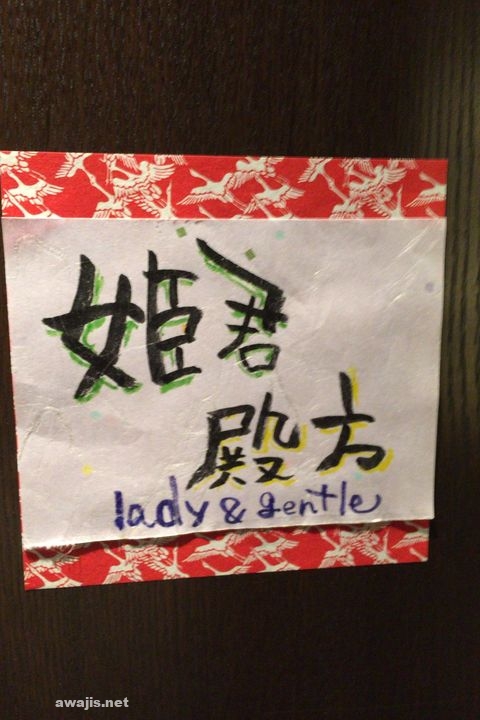 姫君
殿方
lady & gentle
awajis.net